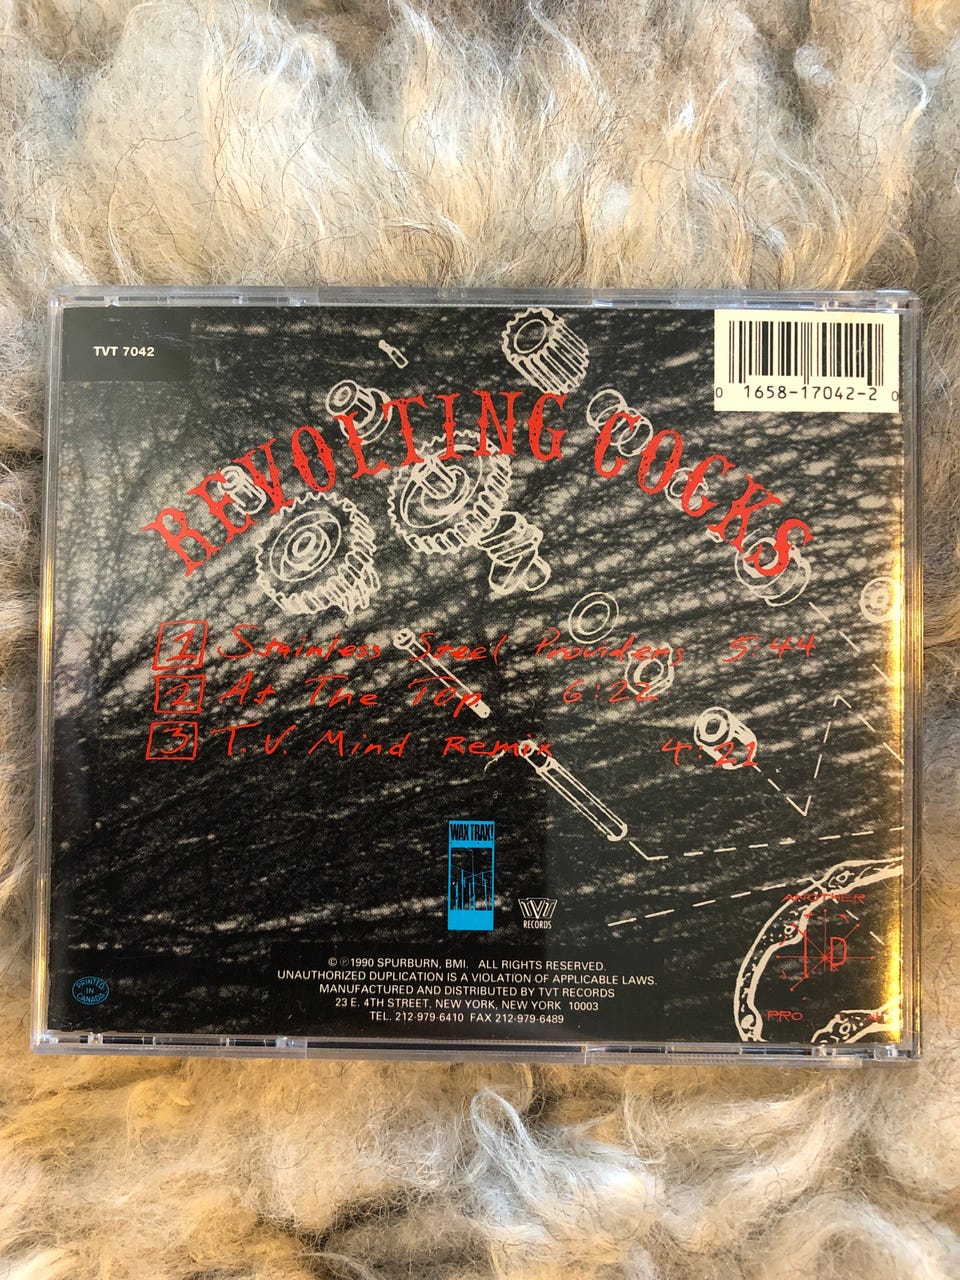 TVT 7042
0 1658-17042-2 0
REVOLTING COCKS
1 Stainless Steel Providers 5:44
2 At The Top 6:22
3 T.V. Mind Remix 4:21
WAX TRAX!
TVT
RECORDS
ANOTHER
PRO
PRINTED
IN
CANADA
© ℗1990 SPURBURN, BMI. ALL RIGHTS RESERVED.
UNAUTHORIZED DUPLICATION IS A VIOLATION OF APPLICABLE LAWS.
MANUFACTURED AND DISTRIBUTED BY TVT RECORDS
23 E. 4TH STREET, NEW YORK, NEW YORK 10003
TEL. 212-979-6410 FAX 212-979-6489